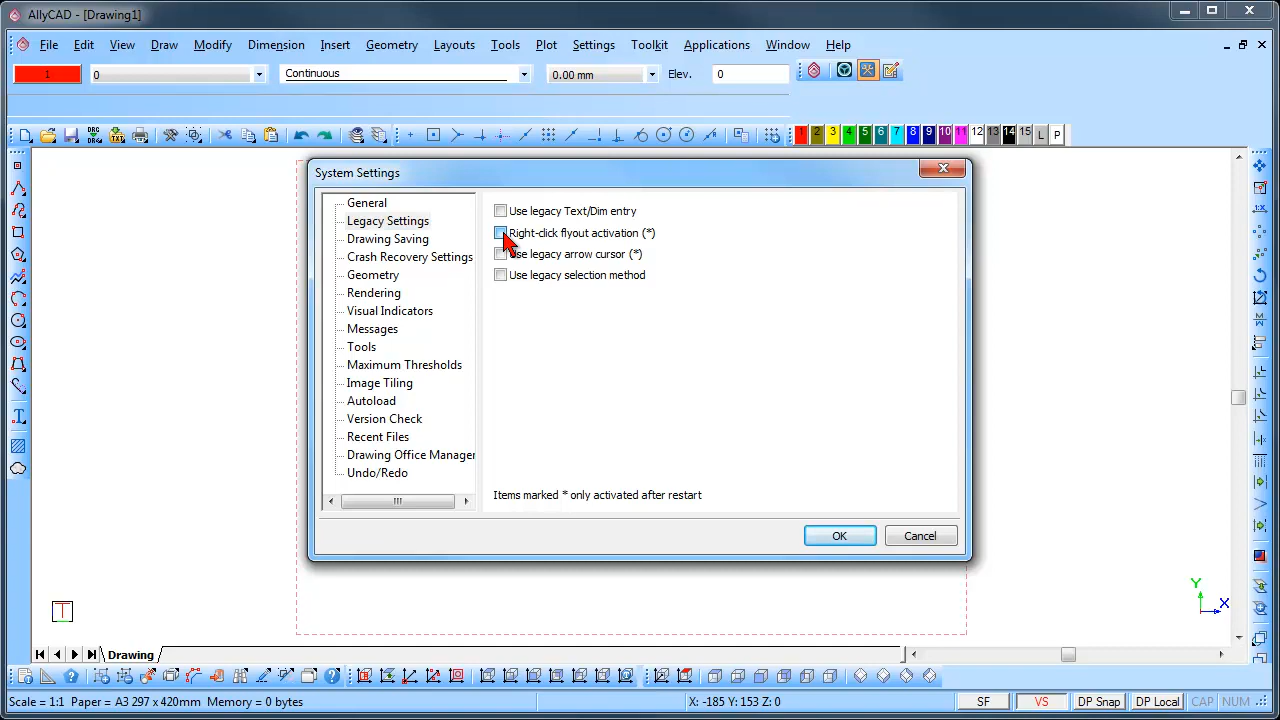 AllyCAD - [Drawing1]
File Edit View Draw Modify Dimension Insert Geometry Layouts Tools Plot Settings Toolkit Applications Window Help
1 0 Continuous 0.00 mm Elev. 0
DRG TXT 1 2 3 4 5 6 7 8 9 10 11 12 13 14 15 L P
System Settings
General
Legacy Settings
Drawing Saving
Crash Recovery Settings
Geometry
Rendering
Visual Indicators
Messages
Tools
Maximum Thresholds
Image Tiling
Autoload
Version Check
Recent Files
Drawing Office Manager
Undo/Redo
Use legacy Text/Dim entry
Right-click flyout activation (*)
Use legacy arrow cursor (*)
Use legacy selection method
Items marked * only activated after restart
OK Cancel
Y
X
T
Drawing
Scale = 1:1 Paper = A3 297 x 420mm Memory = 0 bytes X: -185 Y: 153 Z: 0 SF VS DP Snap DP Local CAP NUM